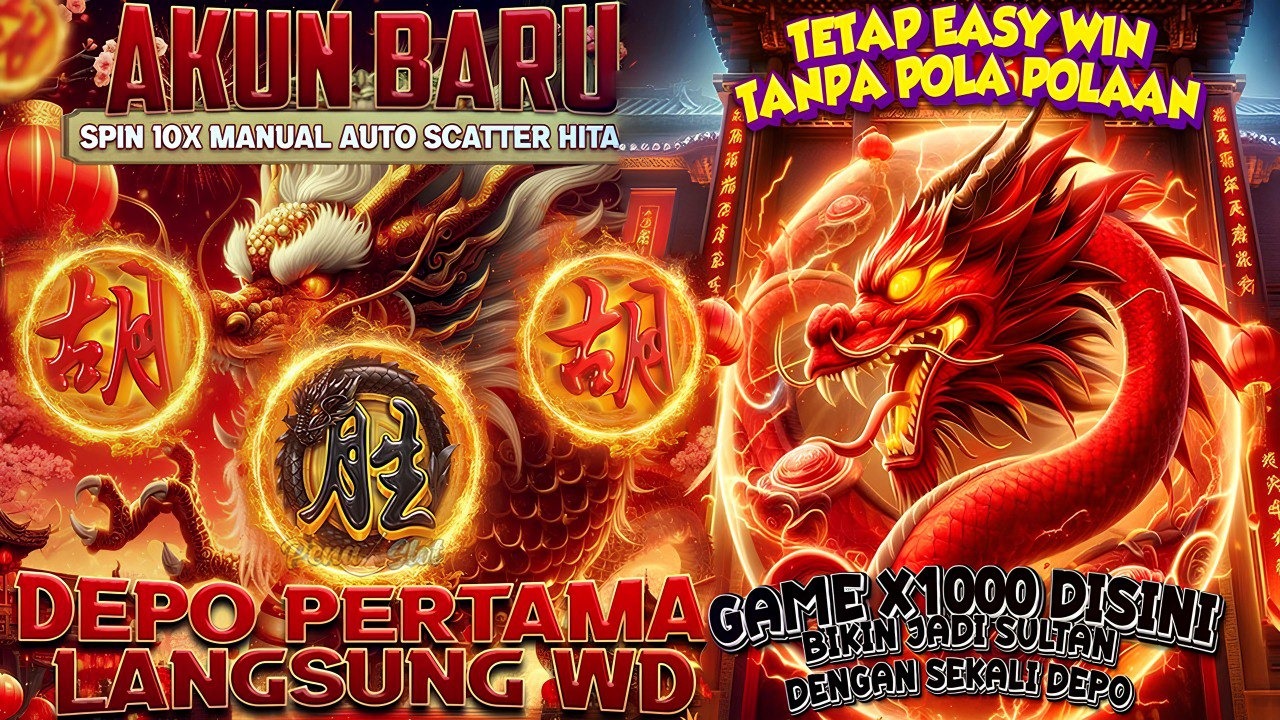 AKUN BARU
SPIN 10X MANUAL AUTO SCATTER HITA
胡
胡
胜
DEPO PERTAMA
LANGSUNG WD
TETAP EASY WIN
TANPA POLA POLAAN
GAME X1000 DISINI
BIKIN JADI SULTAN
DENGAN SEKALI DEPO